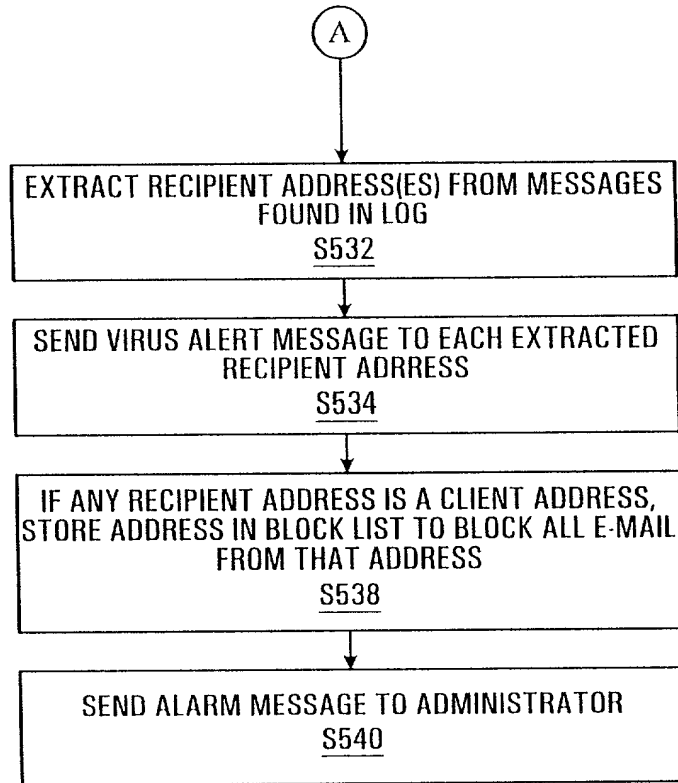 A
EXTRACT RECIPIENT ADDRESS(ES) FROM MESSAGES
FOUND IN LOG
S532
SEND VIRUS ALERT MESSAGE TO EACH EXTRACTED
RECIPIENT ADRRESS
S534
IF ANY RECIPIENT ADDRESS IS A CLIENT ADDRESS,
STORE ADDRESS IN BLOCK LIST TO BLOCK ALL E-MAIL
FROM THAT ADDRESS
S538
SEND ALARM MESSAGE TO ADMINISTRATOR
S540